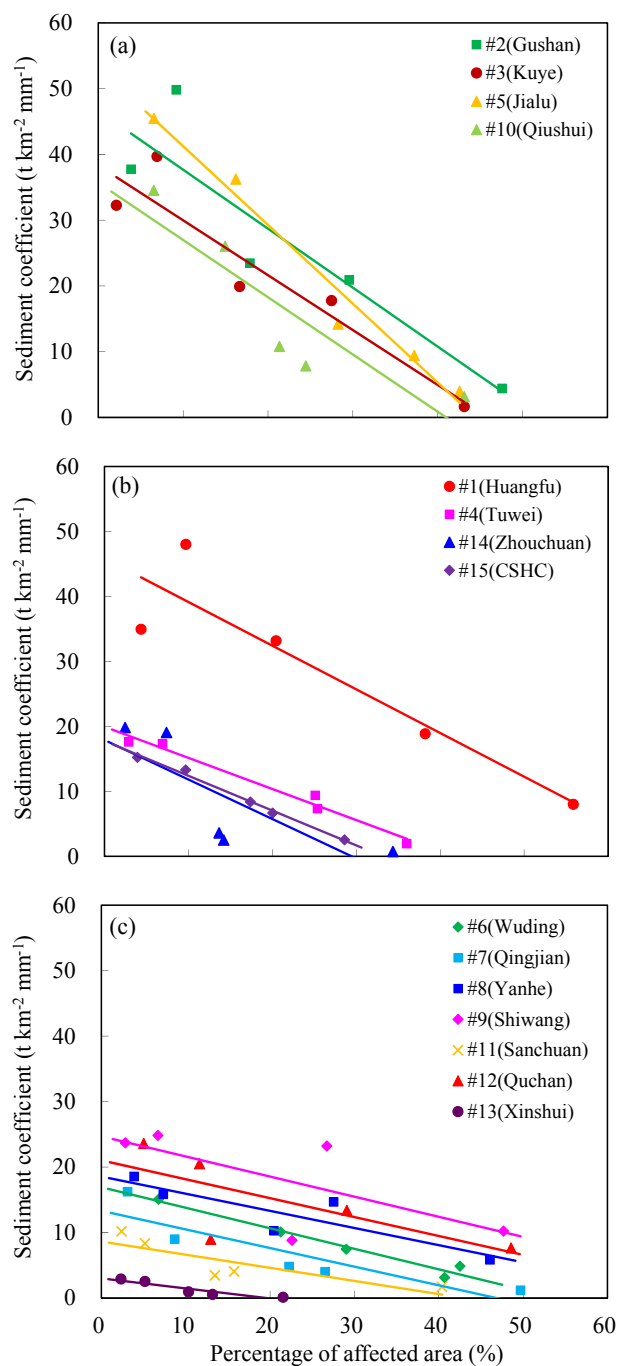 (a)
#2(Gushan)
#3(Kuye)
#5(Jialu)
#10(Qiushui)
Sediment coefficient (t km-2 mm-1)
60
50
40
30
20
10
0
(b)
#1(Huangfu)
#4(Tuwei)
#14(Zhouchuan)
#15(CSHC)
Sediment coefficient (t km-2 mm-1)
60
50
40
30
20
10
0
(c)
#6(Wuding)
#7(Qingjian)
#8(Yanhe)
#9(Shiwang)
#11(Sanchuan)
#12(Quchan)
#13(Xinshui)
Sediment coefficient (t km-2 mm-1)
60
50
40
30
20
10
0
0 10 20 30 40 50 60
Percentage of affected area (%)